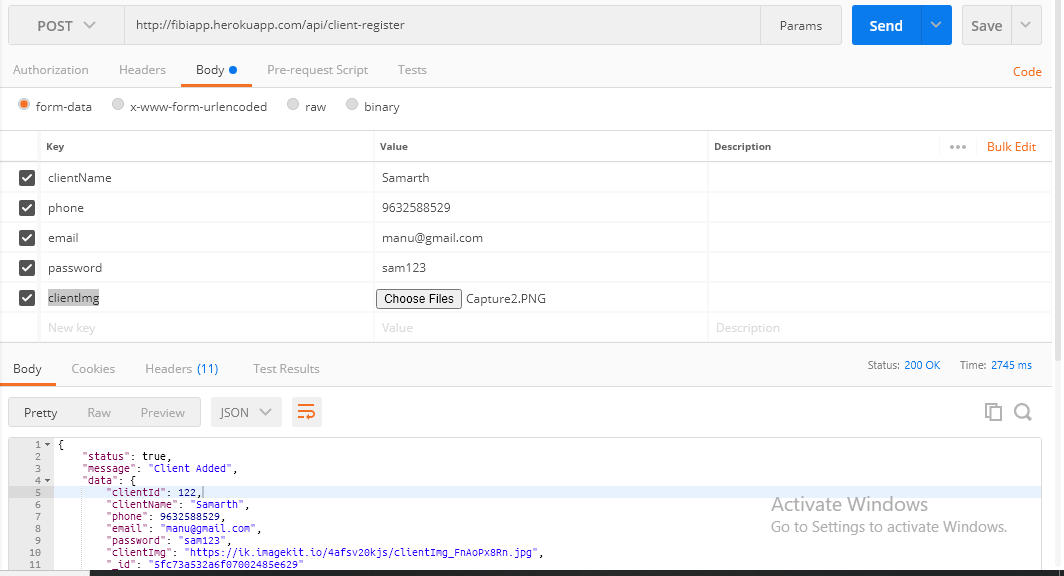 POST http://fibiapp.herokuapp.com/api/client-register Params Send Save
Authorization Headers Body Pre-request Script Tests Code
form-data x-www-form-urlencoded raw binary
Key Value Description ••• Bulk Edit
clientName Samarth
phone 9632588529
email manu@gmail.com
password sam123
clientImg Choose Files Capture2.PNG
New key Value Description
Body Cookies Headers (11) Test Results Status: 200 OK Time: 2745 ms
Pretty Raw Preview JSON
1 {
2 "status": true,
3 "message": "Client Added",
4 "data": {
5 "clientId": 122,
6 "clientName": "Samarth",
7 "phone": 9632588529,
8 "email": "manu@gmail.com",
9 "password": "sam123",
10 "clientImg": "https://ik.imagekit.io/4afsv20kjs/clientImg_FnAoPx8Rn.jpg",
11 "_id": "5fc73a532a6f07002485e629"
Activate Windows
Go to Settings to activate Windows.